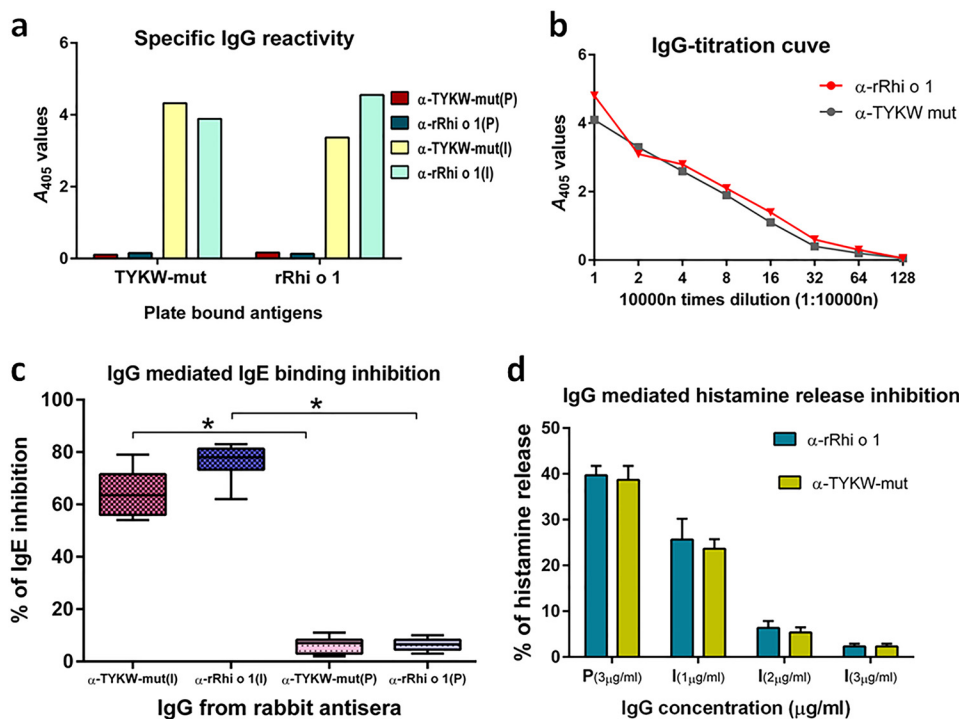 a
Specific IgG reactivity
6
4
2
0
A405 values
TYKW-mut
rRhi o 1
Plate bound antigens
α-TYKW-mut(P)
α-rRhi o 1(P)
α-TYKW-mut(I)
α-rRhi o 1(I)
b
IgG-titration cuve
6
4
2
0
A405 values
α-rRhi o 1
α-TYKW mut
1 2 4 8 16 32 64 128
10000n times dilution (1:10000n)
c
IgG mediated IgE binding inhibition
100
80
60
40
20
0
% of IgE inhibition
*
*
α-TYKW-mut(I) α-rRhi o 1(I) α-TYKW-mut(P) α-rRhi o 1(P)
IgG from rabbit antisera
d
IgG mediated histamine release inhibition
50
40
30
20
10
0
% of histamine release
α-rRhi o 1
α-TYKW-mut
P(3µg/ml) I(1µg/ml) I(2µg/ml) I(3µg/ml)
IgG concentration (µg/ml)